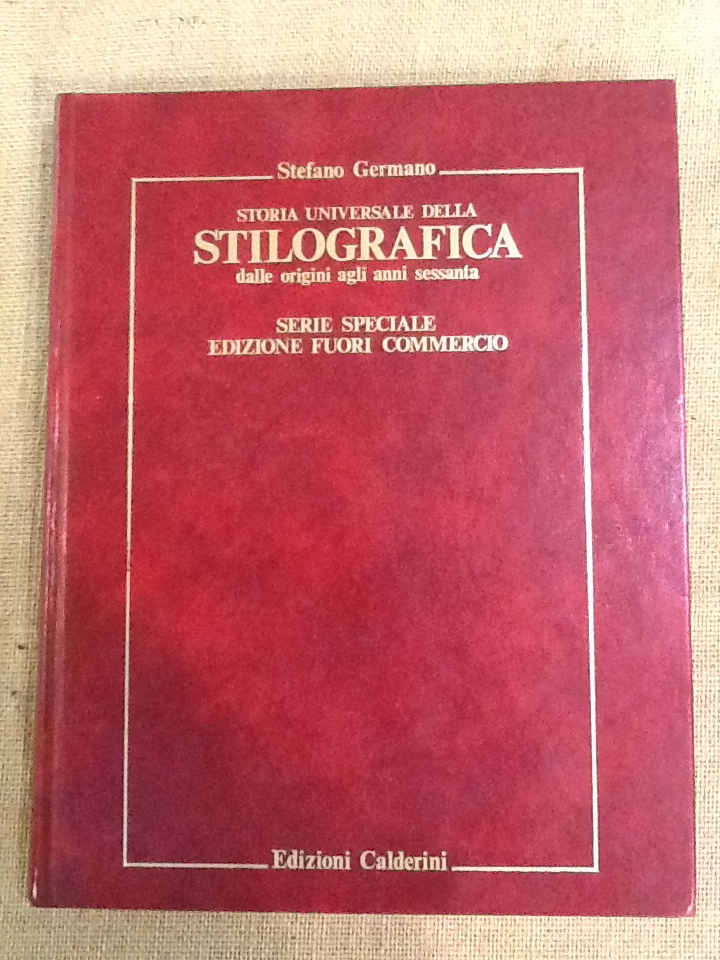 Stefano Germano
STORIA UNIVERSALE DELLA
STILOGRAFICA
dalle origini agli anni sessanta
SERIE SPECIALE
EDIZIONE FUORI COMMERCIO
Edizioni Calderini